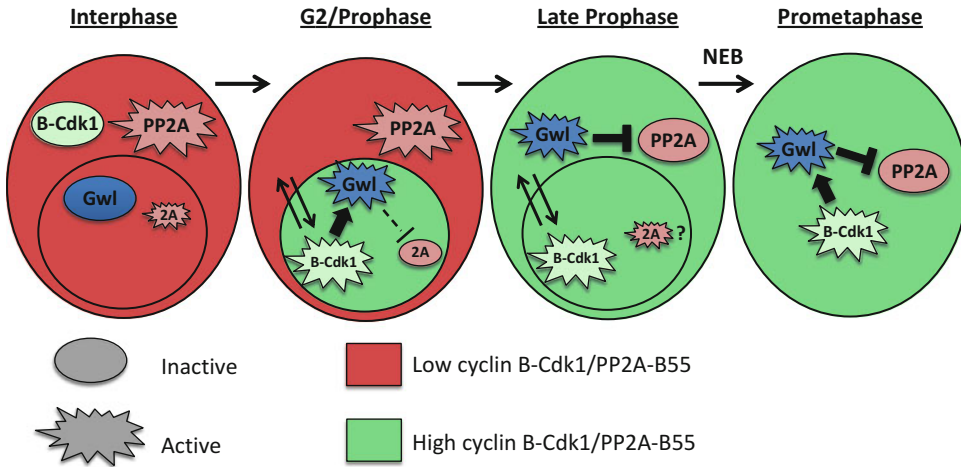 Interphase
G2/Prophase
Late Prophase
Prometaphase
NEB
B-Cdk1
PP2A
Gwl
2A
PP2A
Gwl
B-Cdk1
2A
Gwl
PP2A
B-Cdk1
2A ?
Gwl
PP2A
B-Cdk1
Inactive
Low cyclin B-Cdk1/PP2A-B55
Active
High cyclin B-Cdk1/PP2A-B55